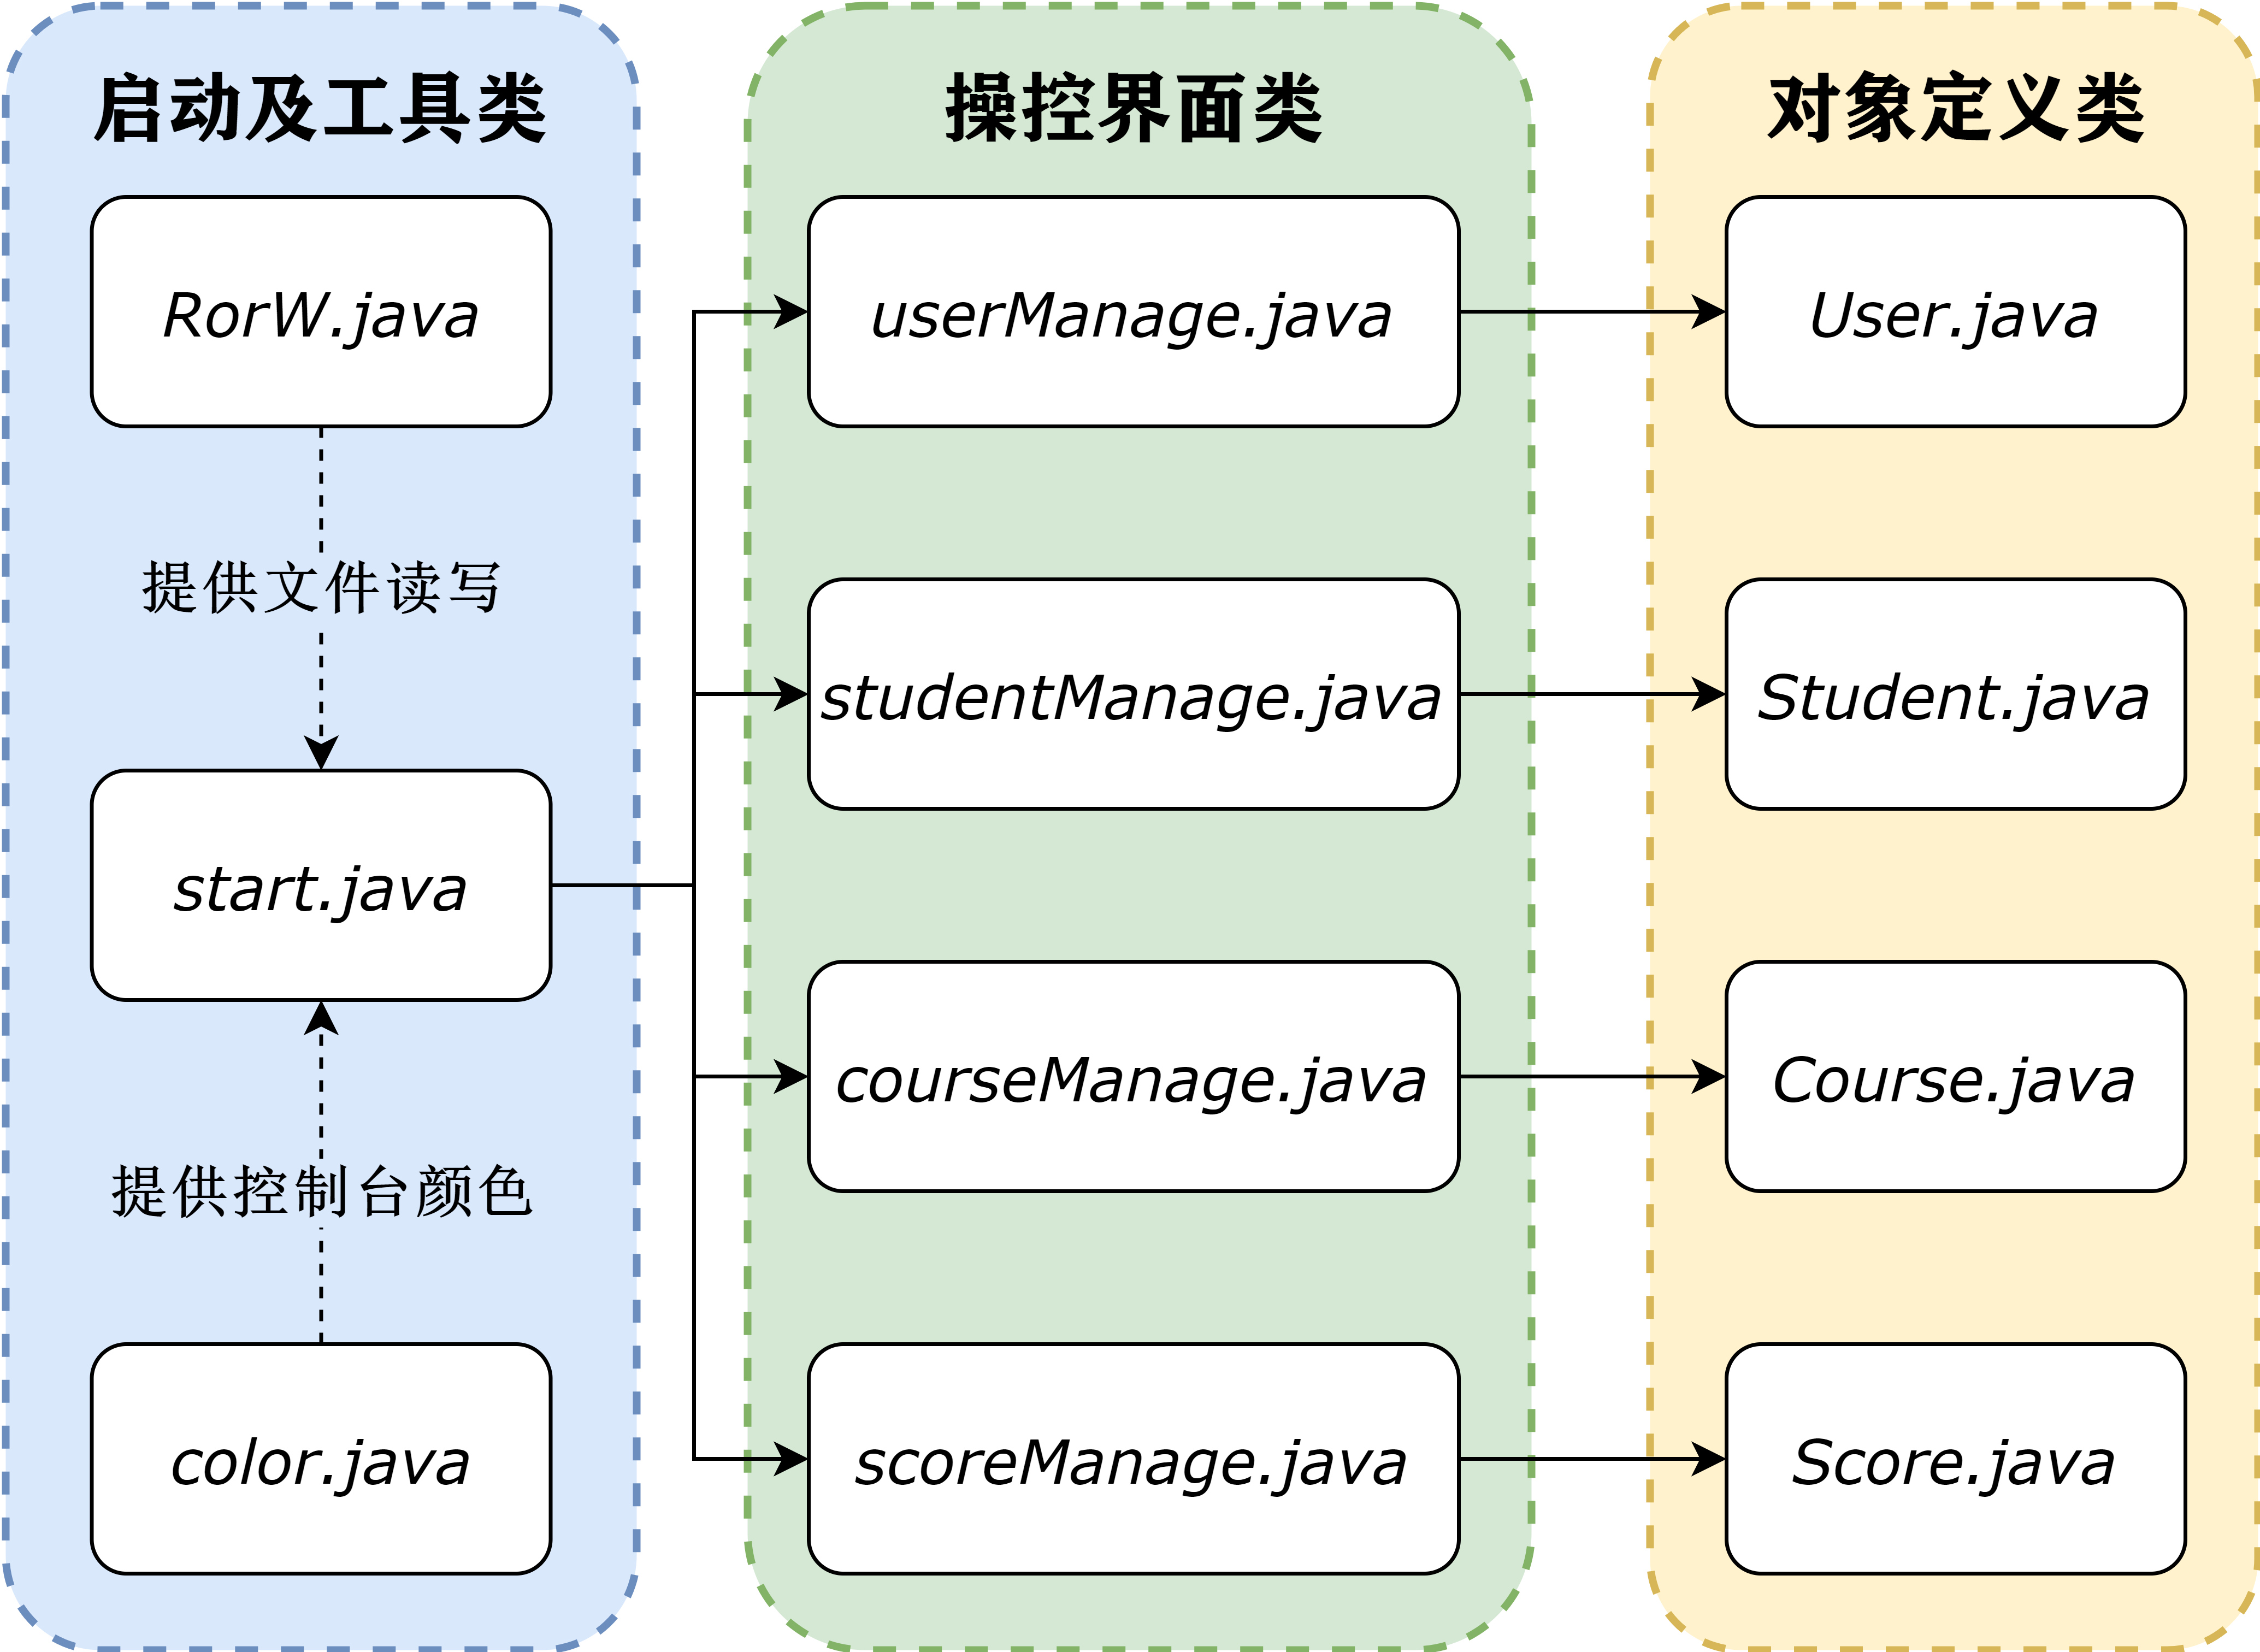 启动及工具类
RorW.java
提供文件读写
start.java
提供控制台颜色
color.java
操控界面类
userManage.java
studentManage.java
courseManage.java
scoreManage.java
对象定义类
User.java
Student.java
Course.java
Score.java